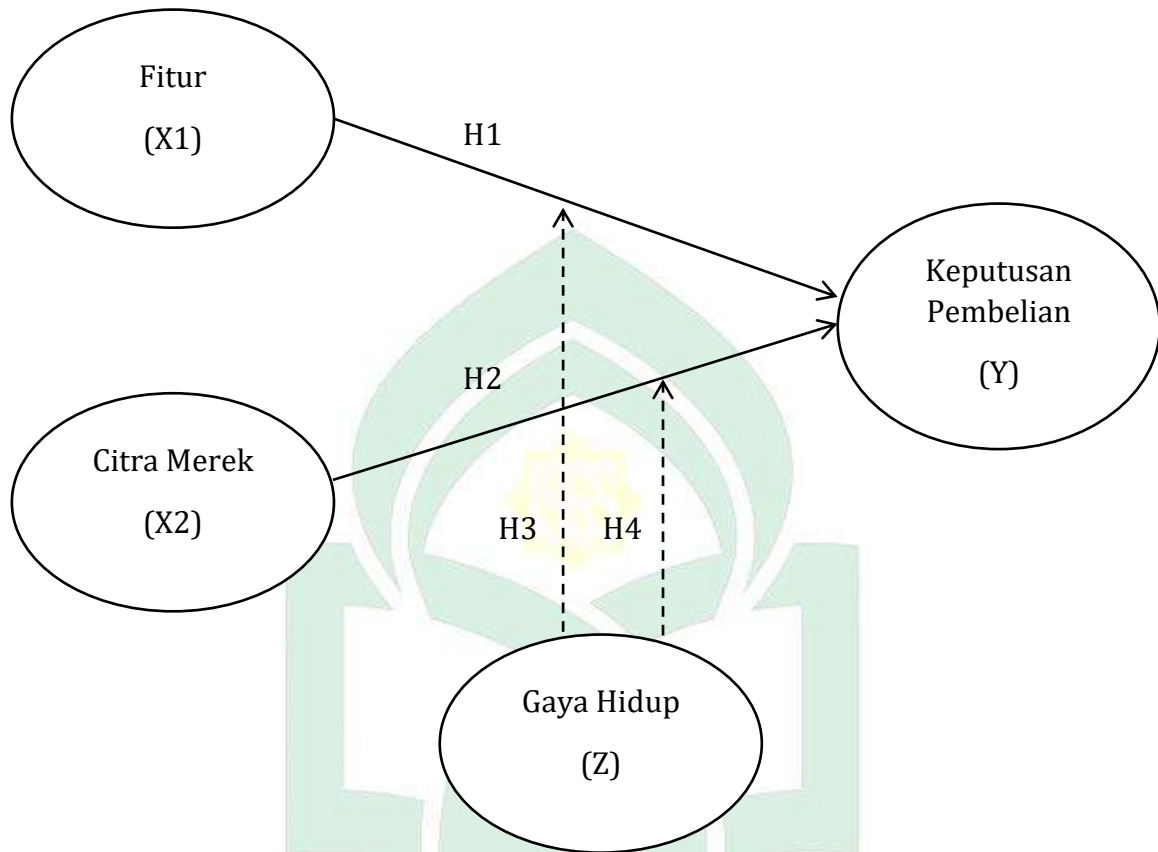 Fitur
(X1)
H1
Keputusan
Pembelian
(Y)
H2
Citra Merek
(X2)
H3
H4
Gaya Hidup
(Z)